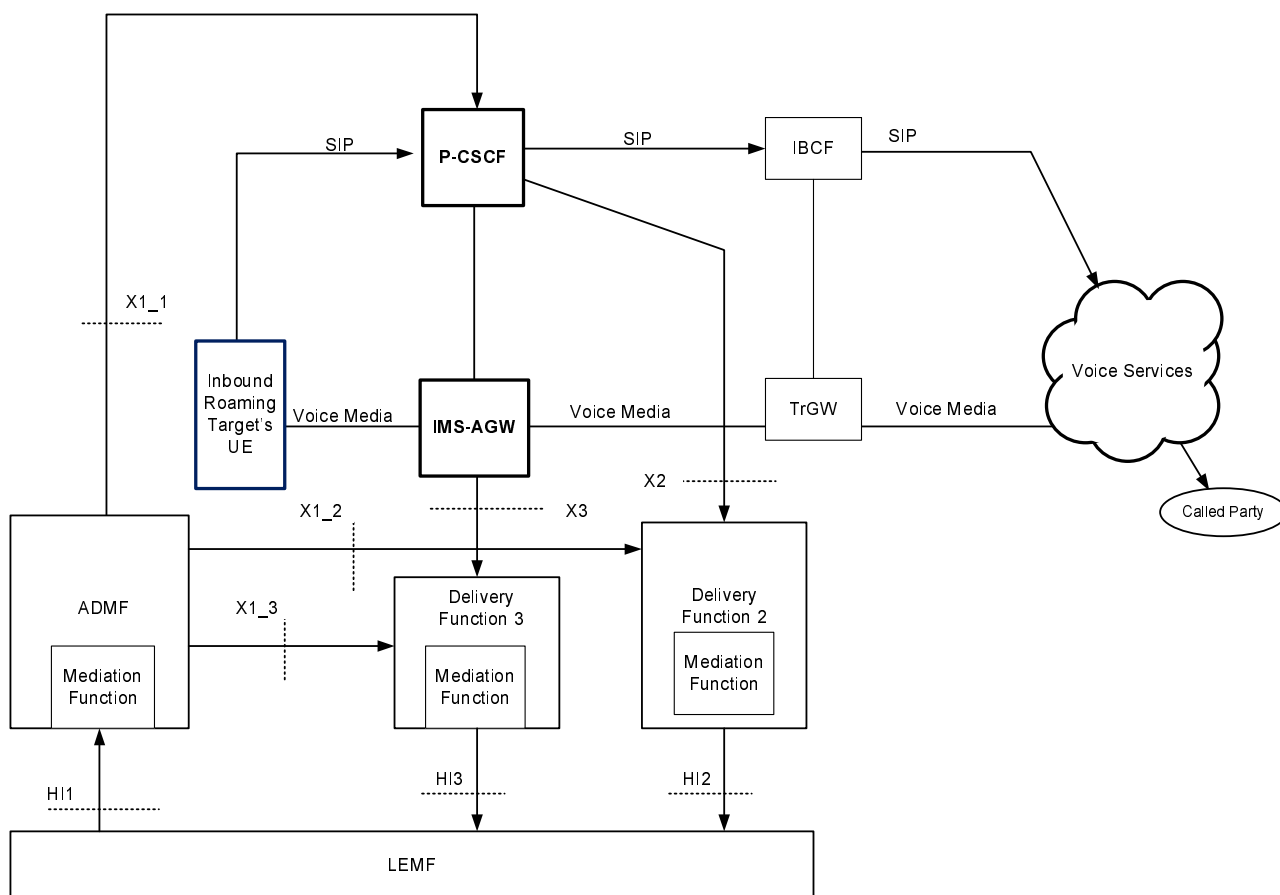 SIP
P-CSCF
SIP
IBCF
SIP
X1_1
Inbound
Roaming
Target's
UE
Voice Media
IMS-AGW
Voice Media
TrGW
Voice Media
Voice Services
Called Party
X1_2
X3
X2
ADMF
Mediation
Function
X1_3
Delivery
Function 3
Mediation
Function
Delivery
Function 2
Mediation
Function
HI1
HI3
HI2
LEMF